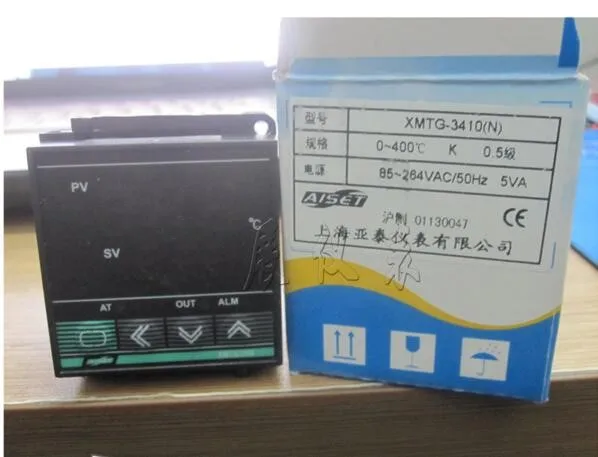 PV
℃
SV
AT OUT ALM
型号 XMTG-3410(N)
规格 0~400℃ K 0.5级
电源 85~264VAC/50Hz 5VA
AISET 沪制 01130047 CE
上海亚泰仪表有限公司